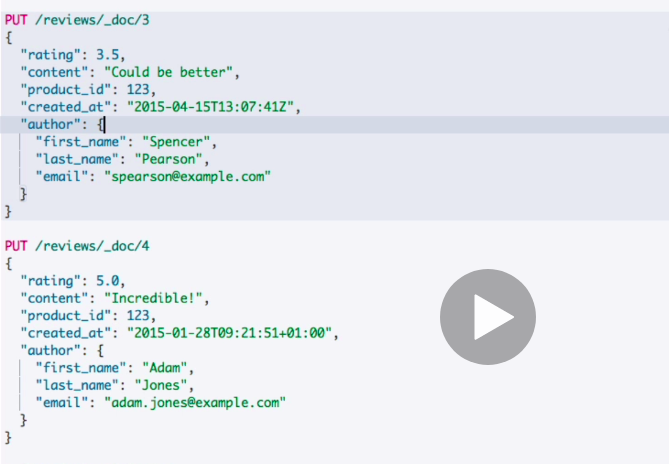 PUT /reviews/_doc/3
{
"rating": 3.5,
"content": "Could be better",
"product_id": 123,
"created_at": "2015-04-15T13:07:41Z",
"author": {
"first_name": "Spencer",
"last_name": "Pearson",
"email": "spearson@example.com"
}
}
PUT /reviews/_doc/4
{
"rating": 5.0,
"content": "Incredible!",
"product_id": 123,
"created_at": "2015-01-28T09:21:51+01:00",
"author": {
"first_name": "Adam",
"last_name": "Jones",
"email": "adam.jones@example.com"
}
}